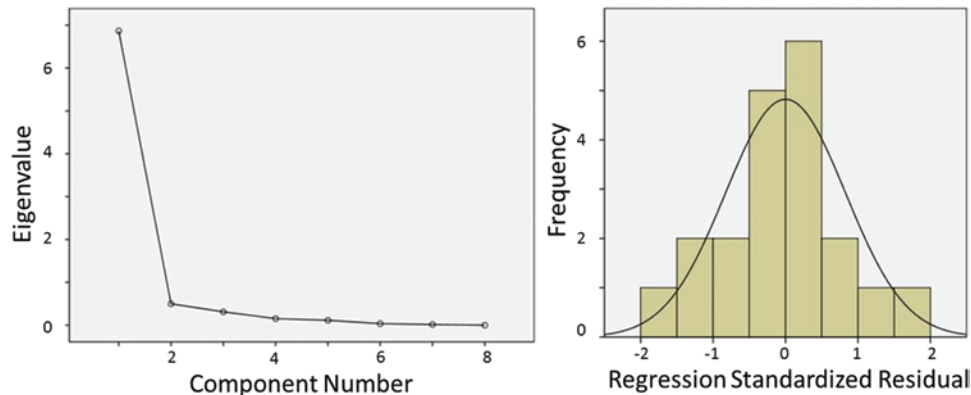 6
4
2
0
Eigenvalue
2 4 6 8
Component Number
6
4
2
0
Frequency
-2 -1 0 1 2
Regression Standardized Residual